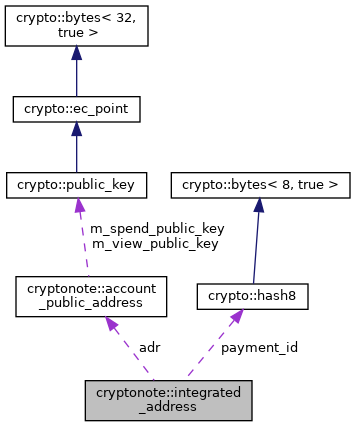 crypto::bytes< 32,
true >
crypto::ec_point
crypto::public_key
crypto::bytes< 8, true >
m_spend_public_key
m_view_public_key
cryptonote::account
_public_address
crypto::hash8
adr
payment_id
cryptonote::integrated
_address